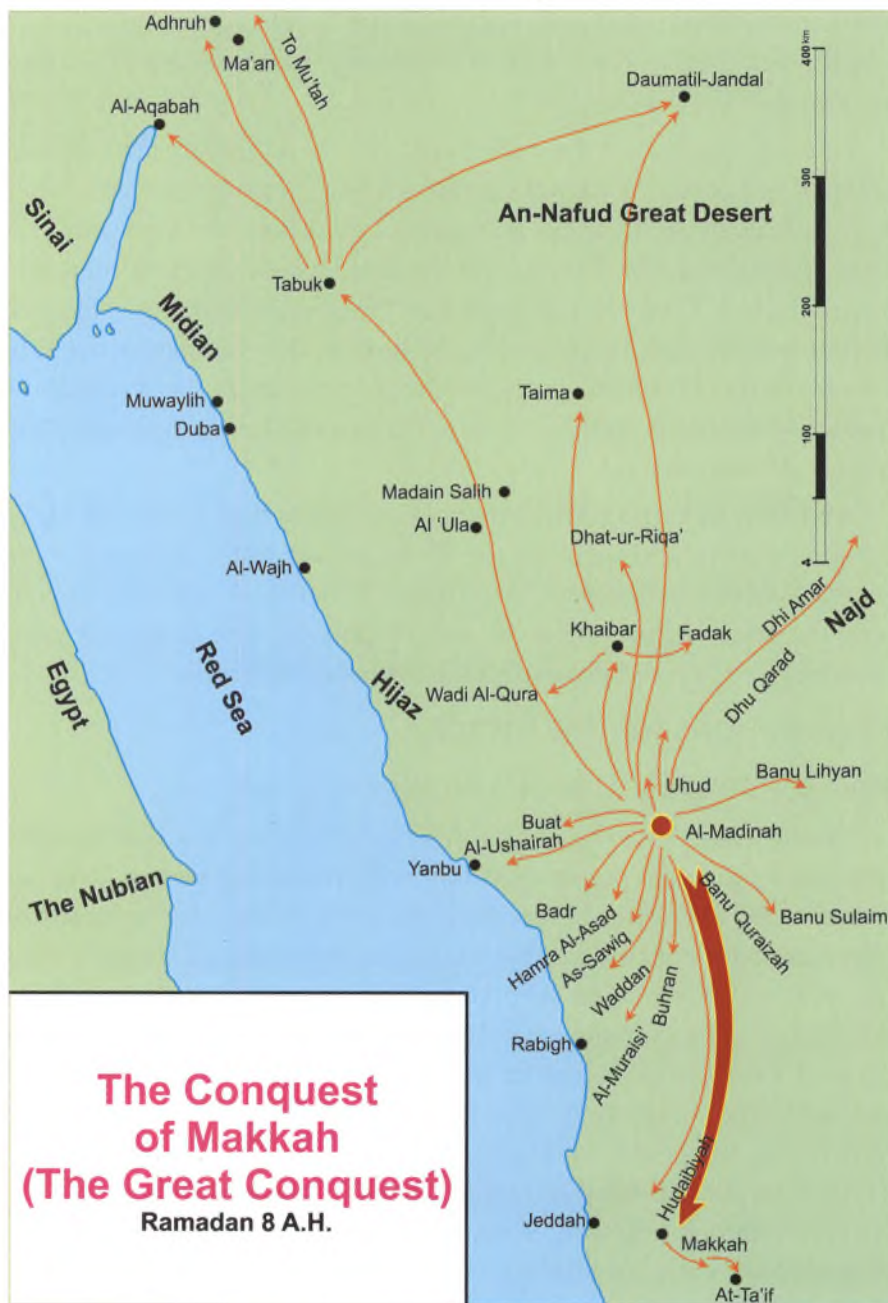 Adhruh
Ma'an
To Mu'tah
400 km
Daumatil-Jandal
Al-Aqabah
300
Sinai
An-Nafud Great Desert
Tabuk
200
Midian
Muwaylih
Duba
Taima
100
Madain Salih
Al 'Ula
Dhat-ur-Riqa'
Al-Wajh
Dhi Amar
Najd
Khaibar
Fadak
Red Sea
Hijaz
Wadi Al-Qura
Dhu Qarad
Egypt
Uhud
Banu Lihyan
Buat
Al-Madinah
Al-Ushairah
Yanbu
The Nubian
Badr
Hamra Al-Asad
As-Sawiq
Waddan
Buhran
Banu Quraizah
Banu Sulaim
Rabigh
Al-Muraisi'
The Conquest
of Makkah
(The Great Conquest)
Ramadan 8 A.H.
Hudaibiyah
Jeddah
Makkah
At-Ta'if